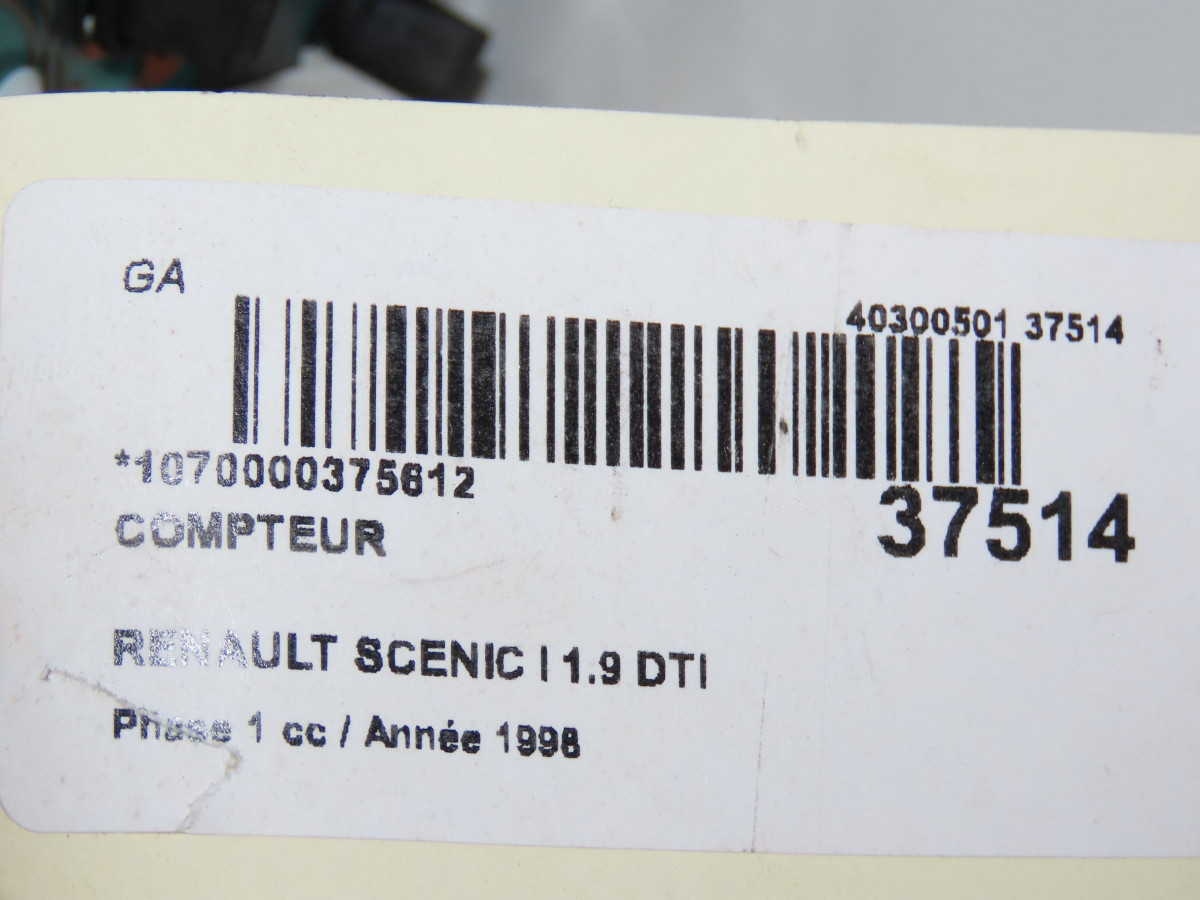 GA
40300501 37514
*1070000375612
37514
COMPTEUR
RENAULT SCENIC I 1.9 DTI
Phase 1 cc / Année 1998